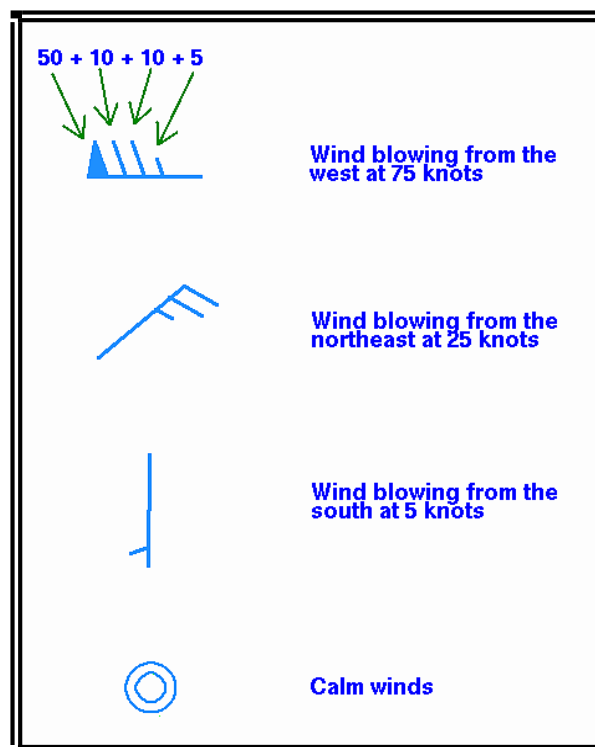 50 + 10 + 10 + 5
Wind blowing from the
west at 75 knots
Wind blowing from the
northeast at 25 knots
Wind blowing from the
south at 5 knots
Calm winds